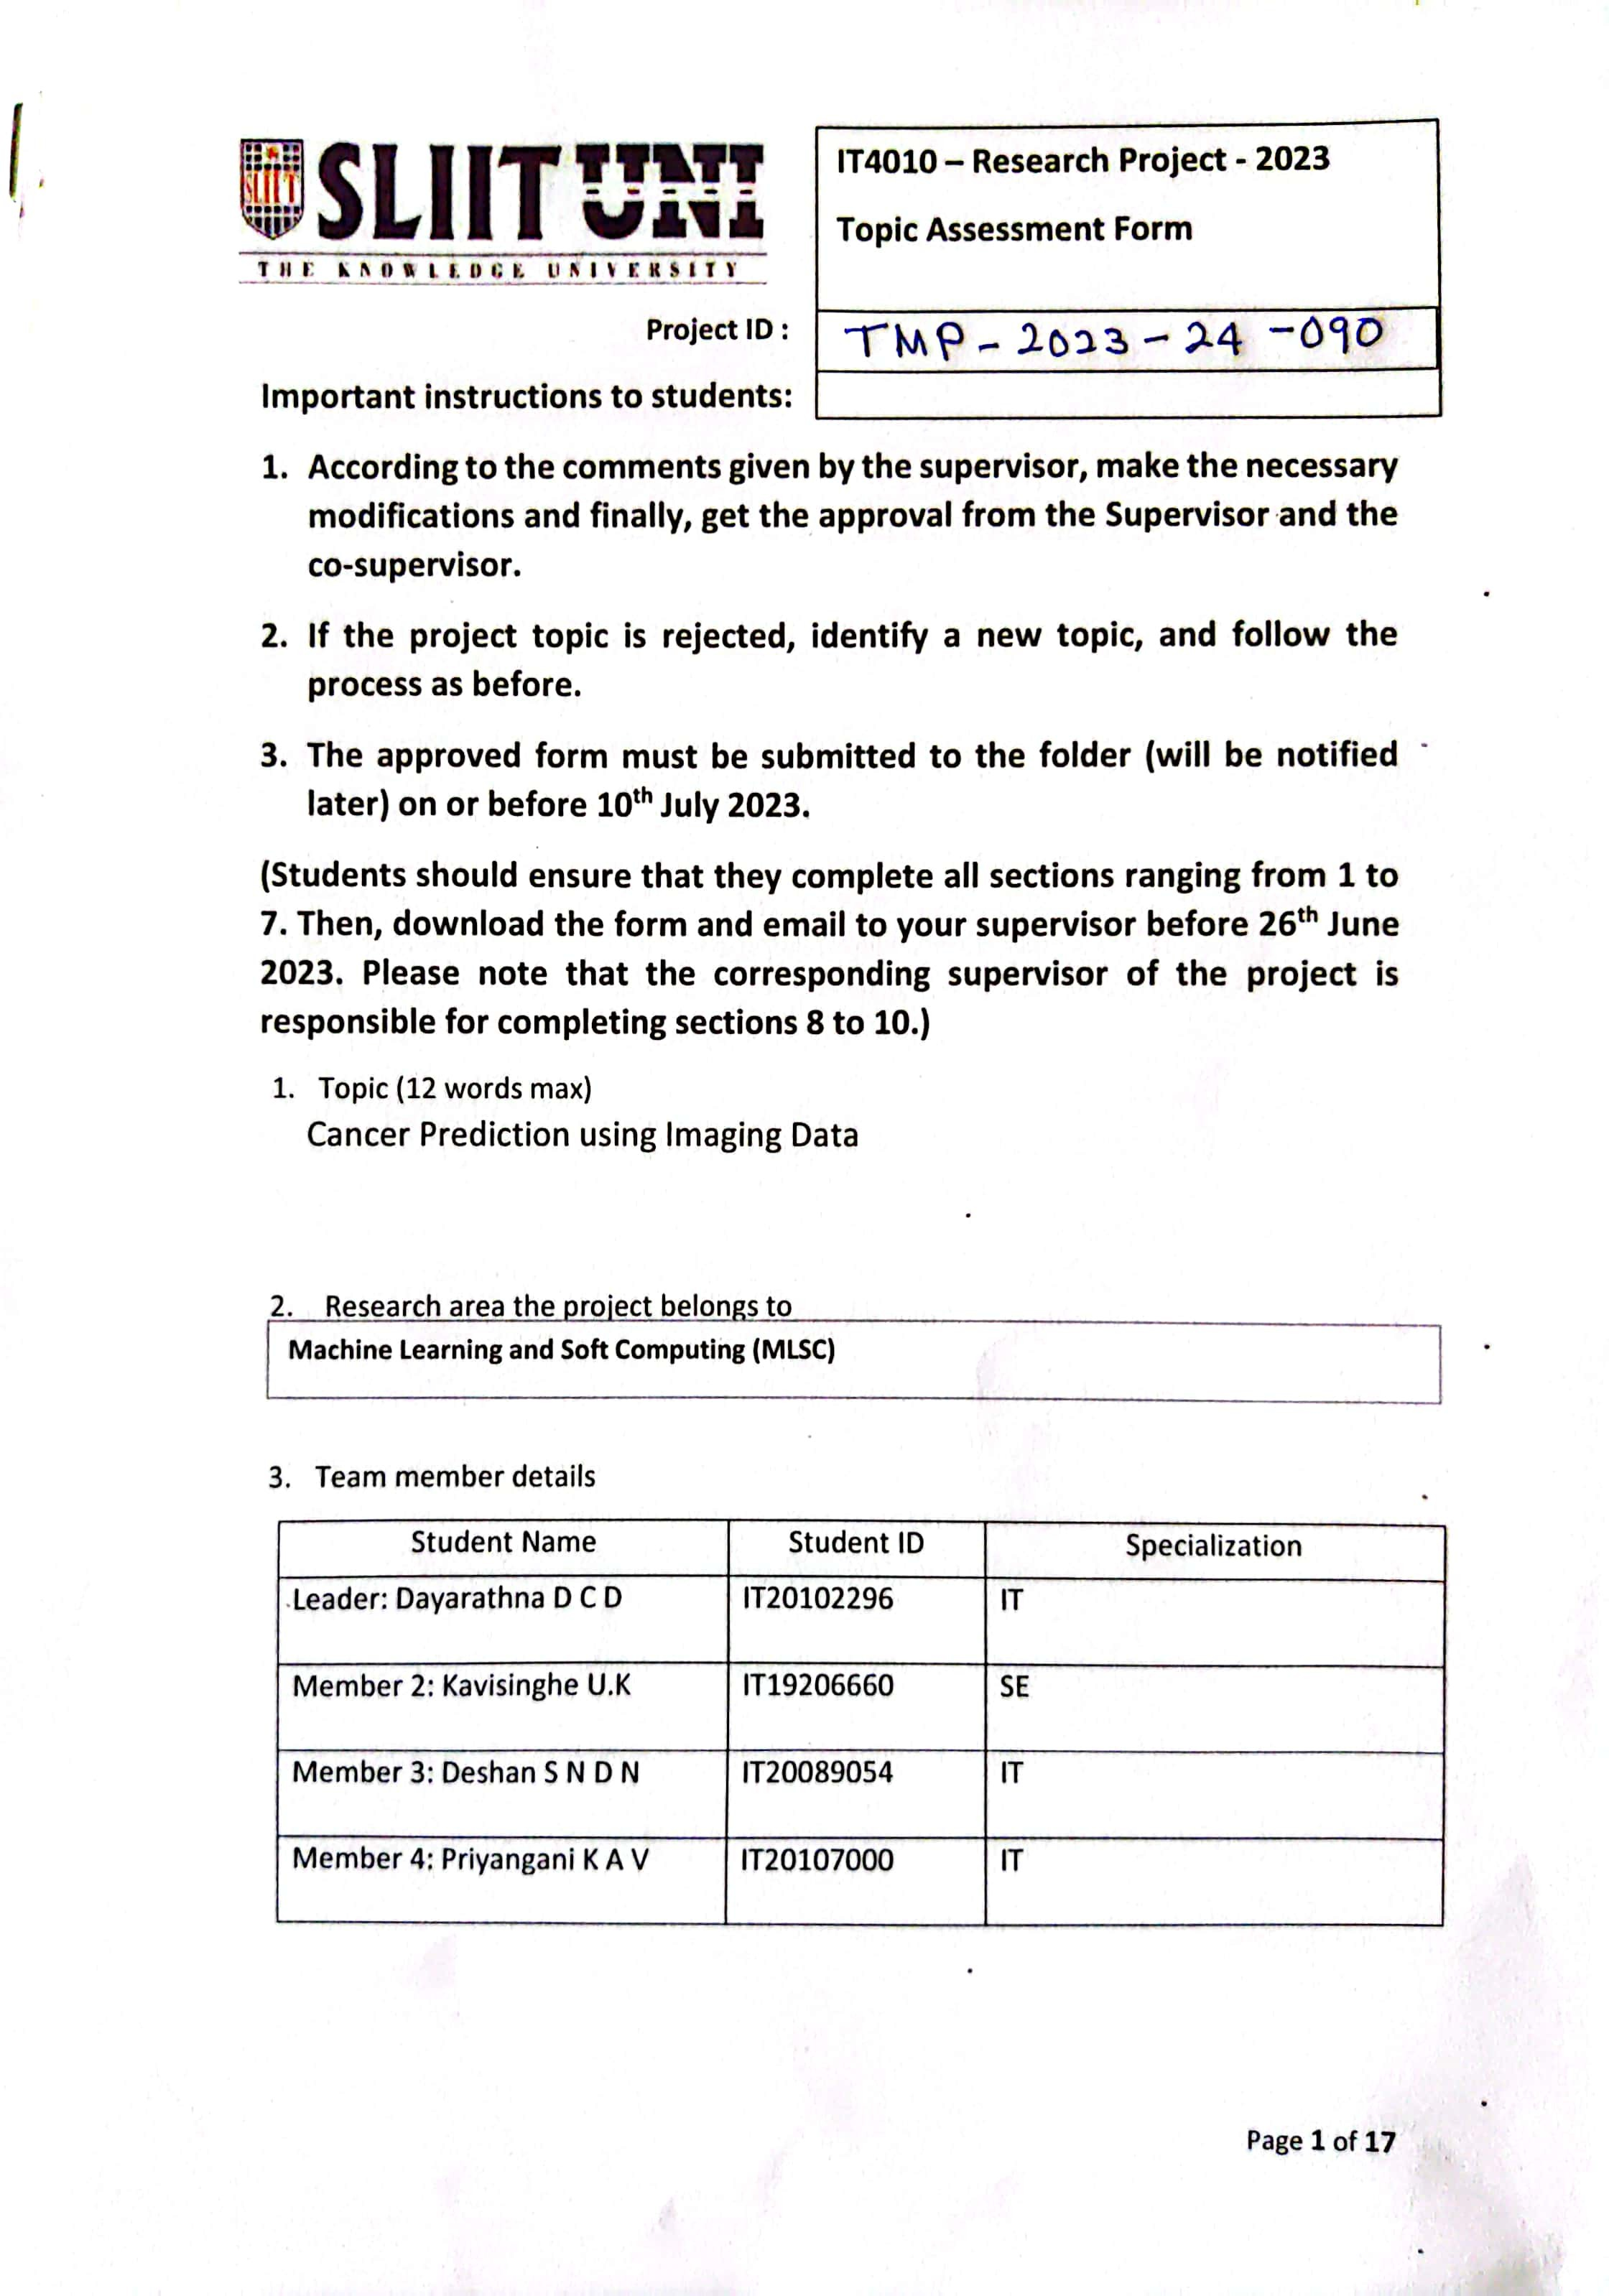 SLIIT UNI
THE KNOWLEDGE UNIVERSITY
SLIIT
IT4010 – Research Project - 2023
Topic Assessment Form
Project ID :
TMP - 2023 - 24 - 090
Important instructions to students:
1. According to the comments given by the supervisor, make the necessary
modifications and finally, get the approval from the Supervisor and the
co-supervisor.
2. If the project topic is rejected, identify a new topic, and follow the
process as before.
3. The approved form must be submitted to the folder (will be notified
later) on or before 10th July 2023.
(Students should ensure that they complete all sections ranging from 1 to
7. Then, download the form and email to your supervisor before 26th June
2023. Please note that the corresponding supervisor of the project is
responsible for completing sections 8 to 10.)
1. Topic (12 words max)
Cancer Prediction using Imaging Data
2. Research area the project belongs to
Machine Learning and Soft Computing (MLSC)
3. Team member details
Student Name Student ID Specialization
Leader: Dayarathna D C D IT20102296 IT
Member 2: Kavisinghe U.K IT19206660 SE
Member 3: Deshan S N D N IT20089054 IT
Member 4: Priyangani K A V IT20107000 IT
Page 1 of 17